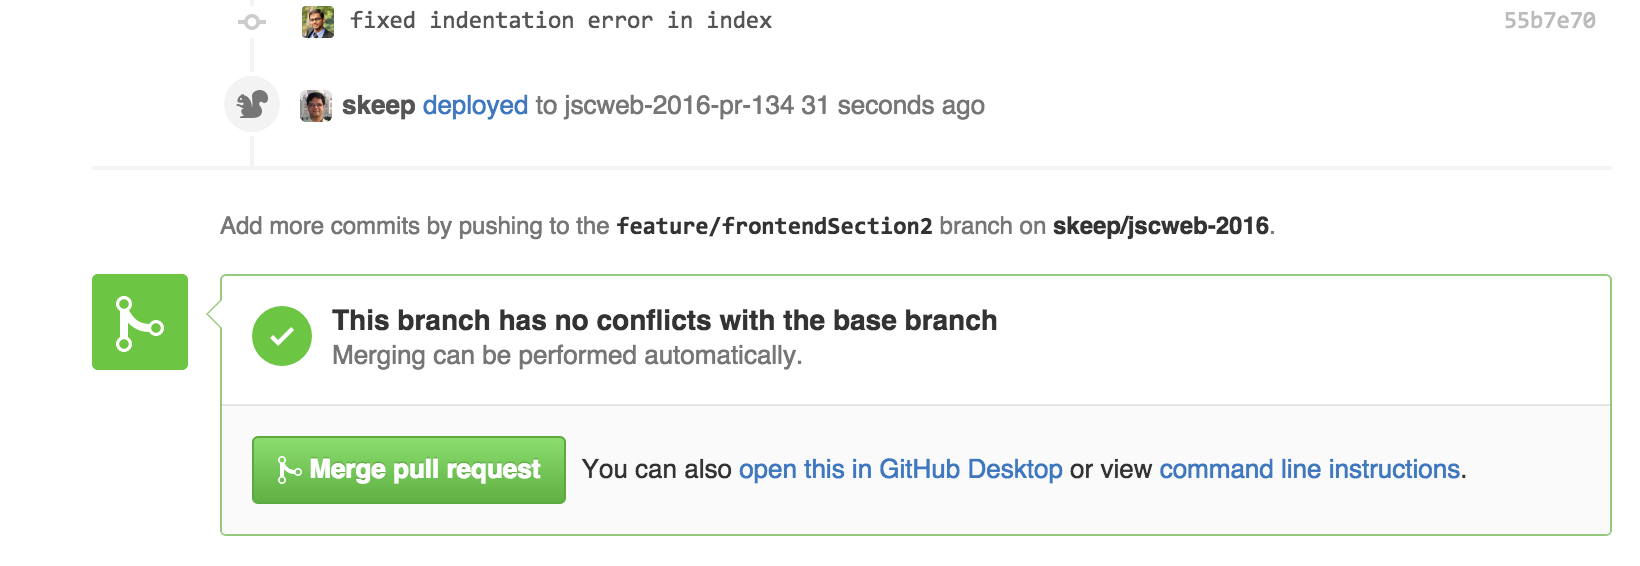 fixed indentation error in index 55b7e70
skeep deployed to jscweb-2016-pr-134 31 seconds ago
Add more commits by pushing to the feature/frontendSection2 branch on skeep/jscweb-2016.
This branch has no conflicts with the base branch
Merging can be performed automatically.
Merge pull request You can also open this in GitHub Desktop or view command line instructions.